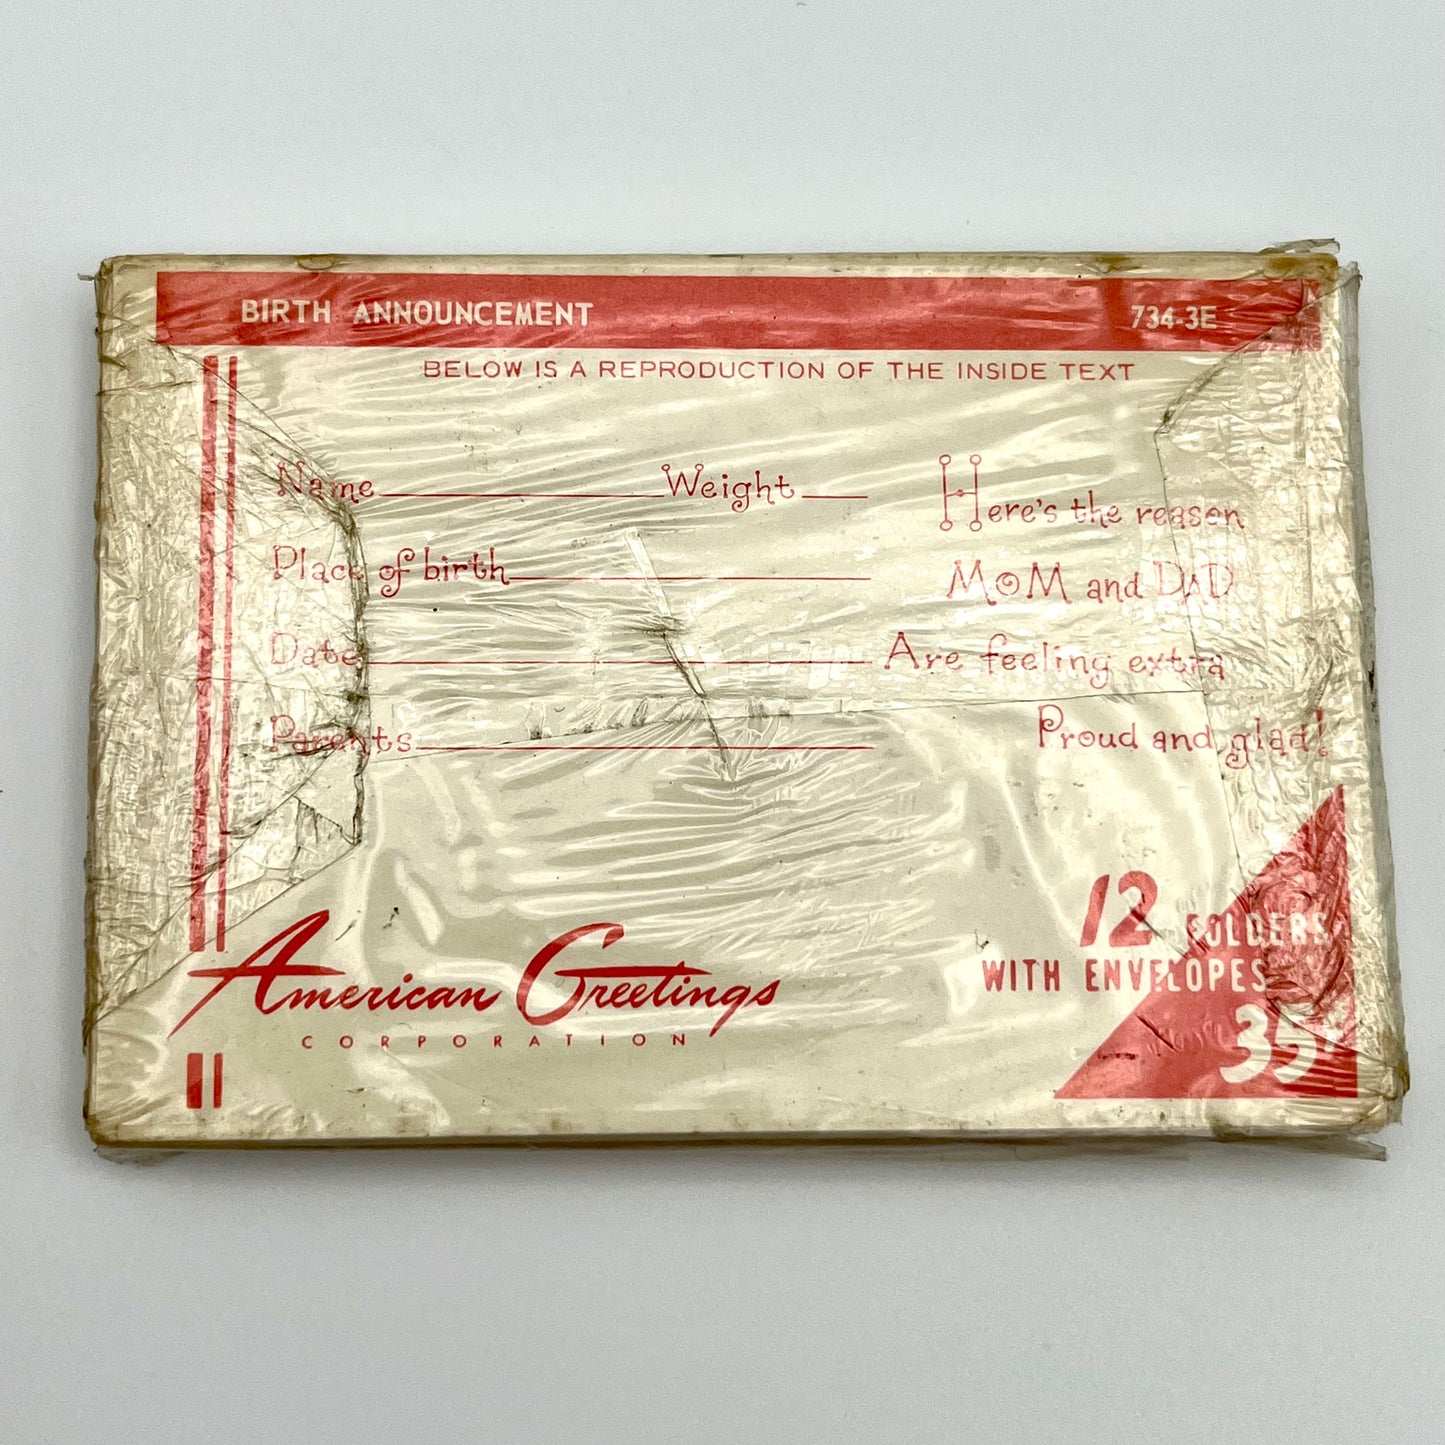 BIRTH ANNOUNCEMENT 734-3E
BELOW IS A REPRODUCTION OF THE INSIDE TEXT
Name Weight
Place of birth
Date
Parents
Here's the reason
MOM and DAD
Are feeling extra
Proud and glad!
American Greetings
CORPORATION
12 FOLDERS
WITH ENVELOPES
35¢